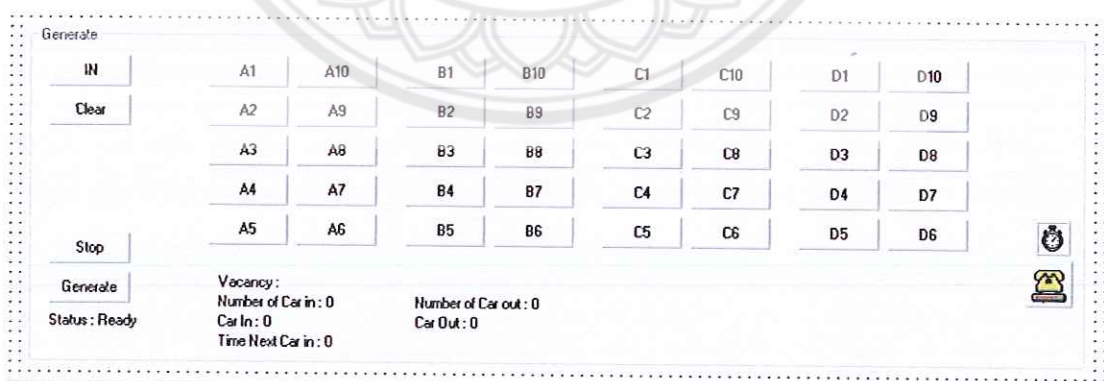 Generate
IN A1 A10 B1 B10 C1 C10 D1 D10
Clear A2 A9 B2 B9 C2 C9 D2 D9
A3 A8 B3 B8 C3 C8 D3 D8
A4 A7 B4 B7 C4 C7 D4 D7
A5 A6 B5 B6 C5 C6 D5 D6
Stop
Generate Vacancy :
Number of Car in : 0 Number of Car out : 0
Status : Ready Car In : 0 Car Out : 0
Time Next Car in : 0